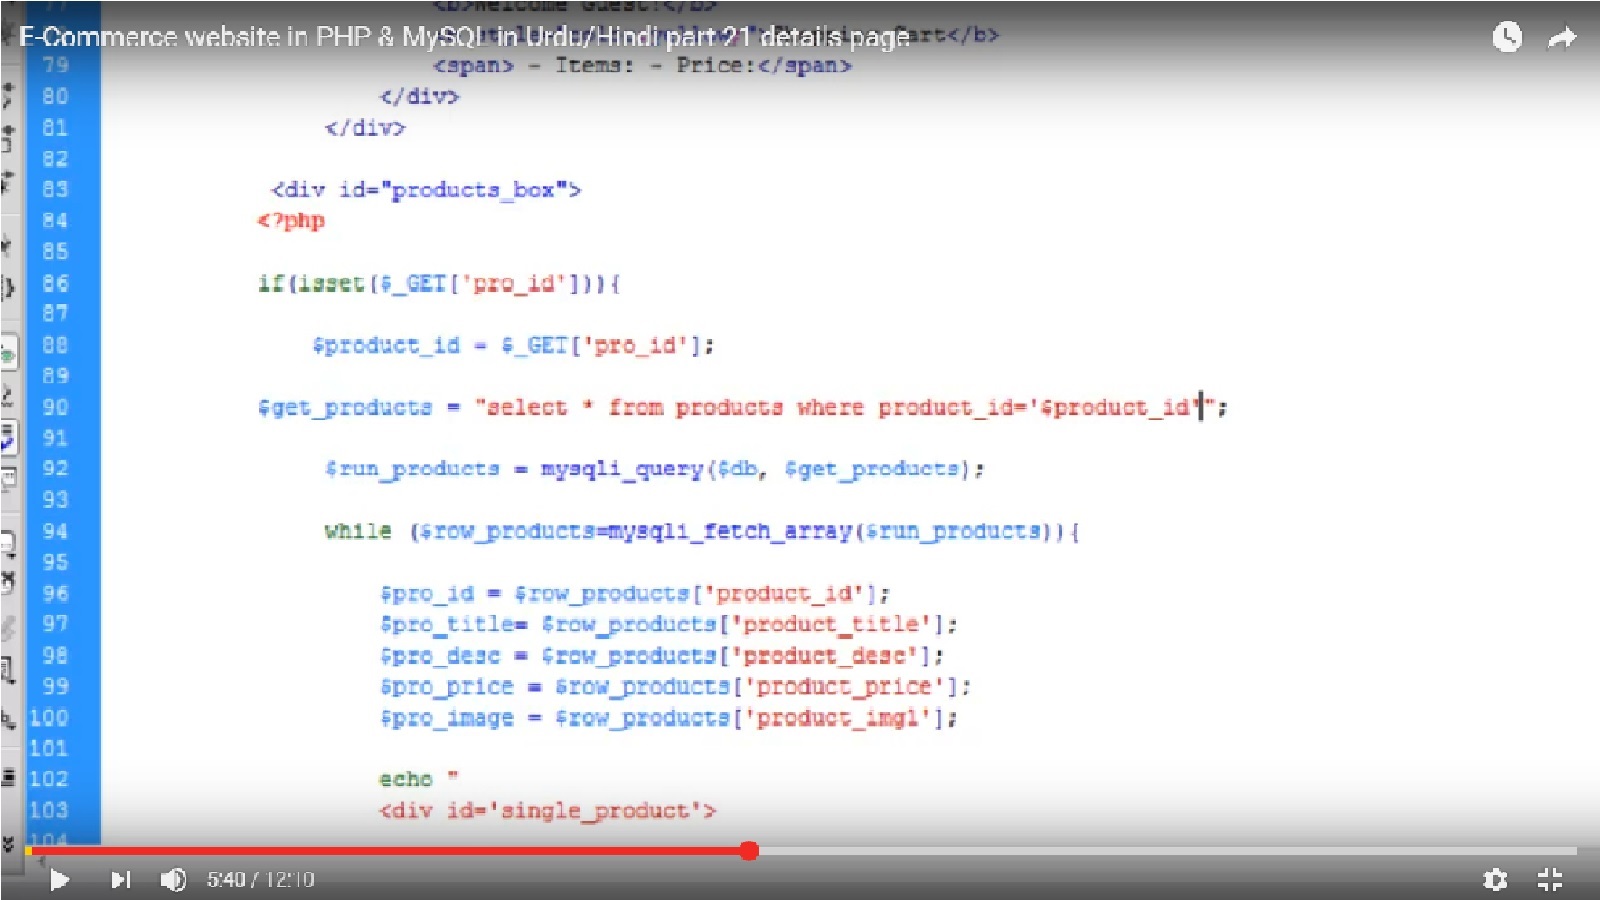 77 <b>Welcome Guest!</b>
E-Commerce website in PHP & MySQL in Urdu/Hindi part 21 details page
79 <span> - Items: - Price:</span>
80 </div>
81 </div>
82
83 <div id="products_box">
84 <?php
85
86 if(isset($_GET['pro_id'])){
87
88 $product_id = $_GET['pro_id'];
89
90 $get_products = "select * from products where product_id='$product_id'";
91
92 $run_products = mysqli_query($db, $get_products);
93
94 while ($row_products=mysqli_fetch_array($run_products)){
95
96 $pro_id = $row_products['product_id'];
97 $pro_title= $row_products['product_title'];
98 $pro_desc = $row_products['product_desc'];
99 $pro_price = $row_products['product_price'];
100 $pro_image = $row_products['product_img1'];
101
102 echo "
103 <div id='single_product'>
104
5:40 / 12:10